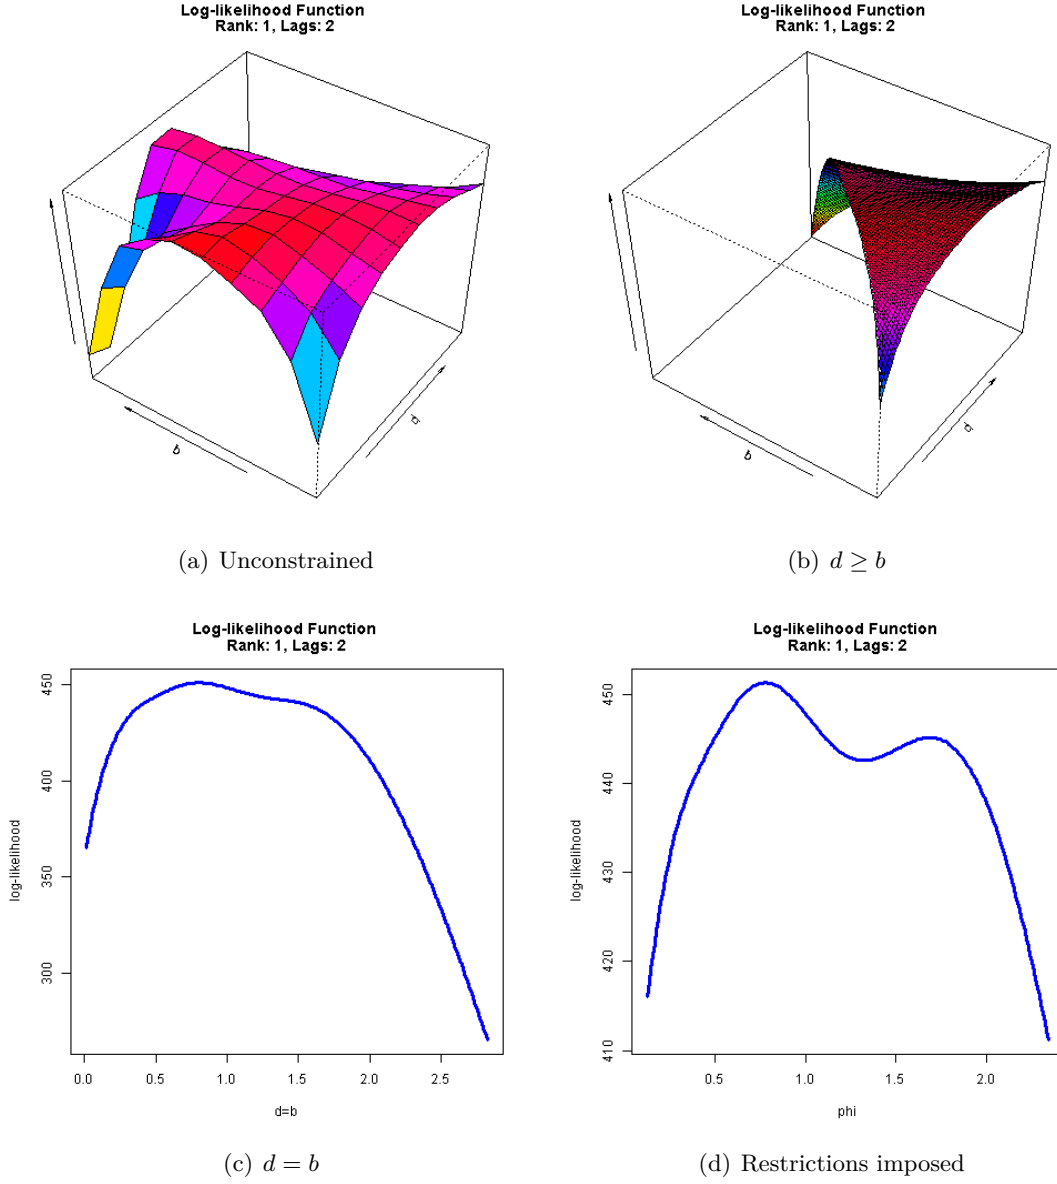 Log-likelihood Function
Rank: 1, Lags: 2
b
d
(a) Unconstrained
Log-likelihood Function
Rank: 1, Lags: 2
b
d
(b) d ≥ b
Log-likelihood Function
Rank: 1, Lags: 2
log-likelihood
450
400
350
300
0.0 0.5 1.0 1.5 2.0 2.5
d=b
(c) d = b
Log-likelihood Function
Rank: 1, Lags: 2
log-likelihood
450
440
430
420
410
0.5 1.0 1.5 2.0
phi
(d) Restrictions imposed